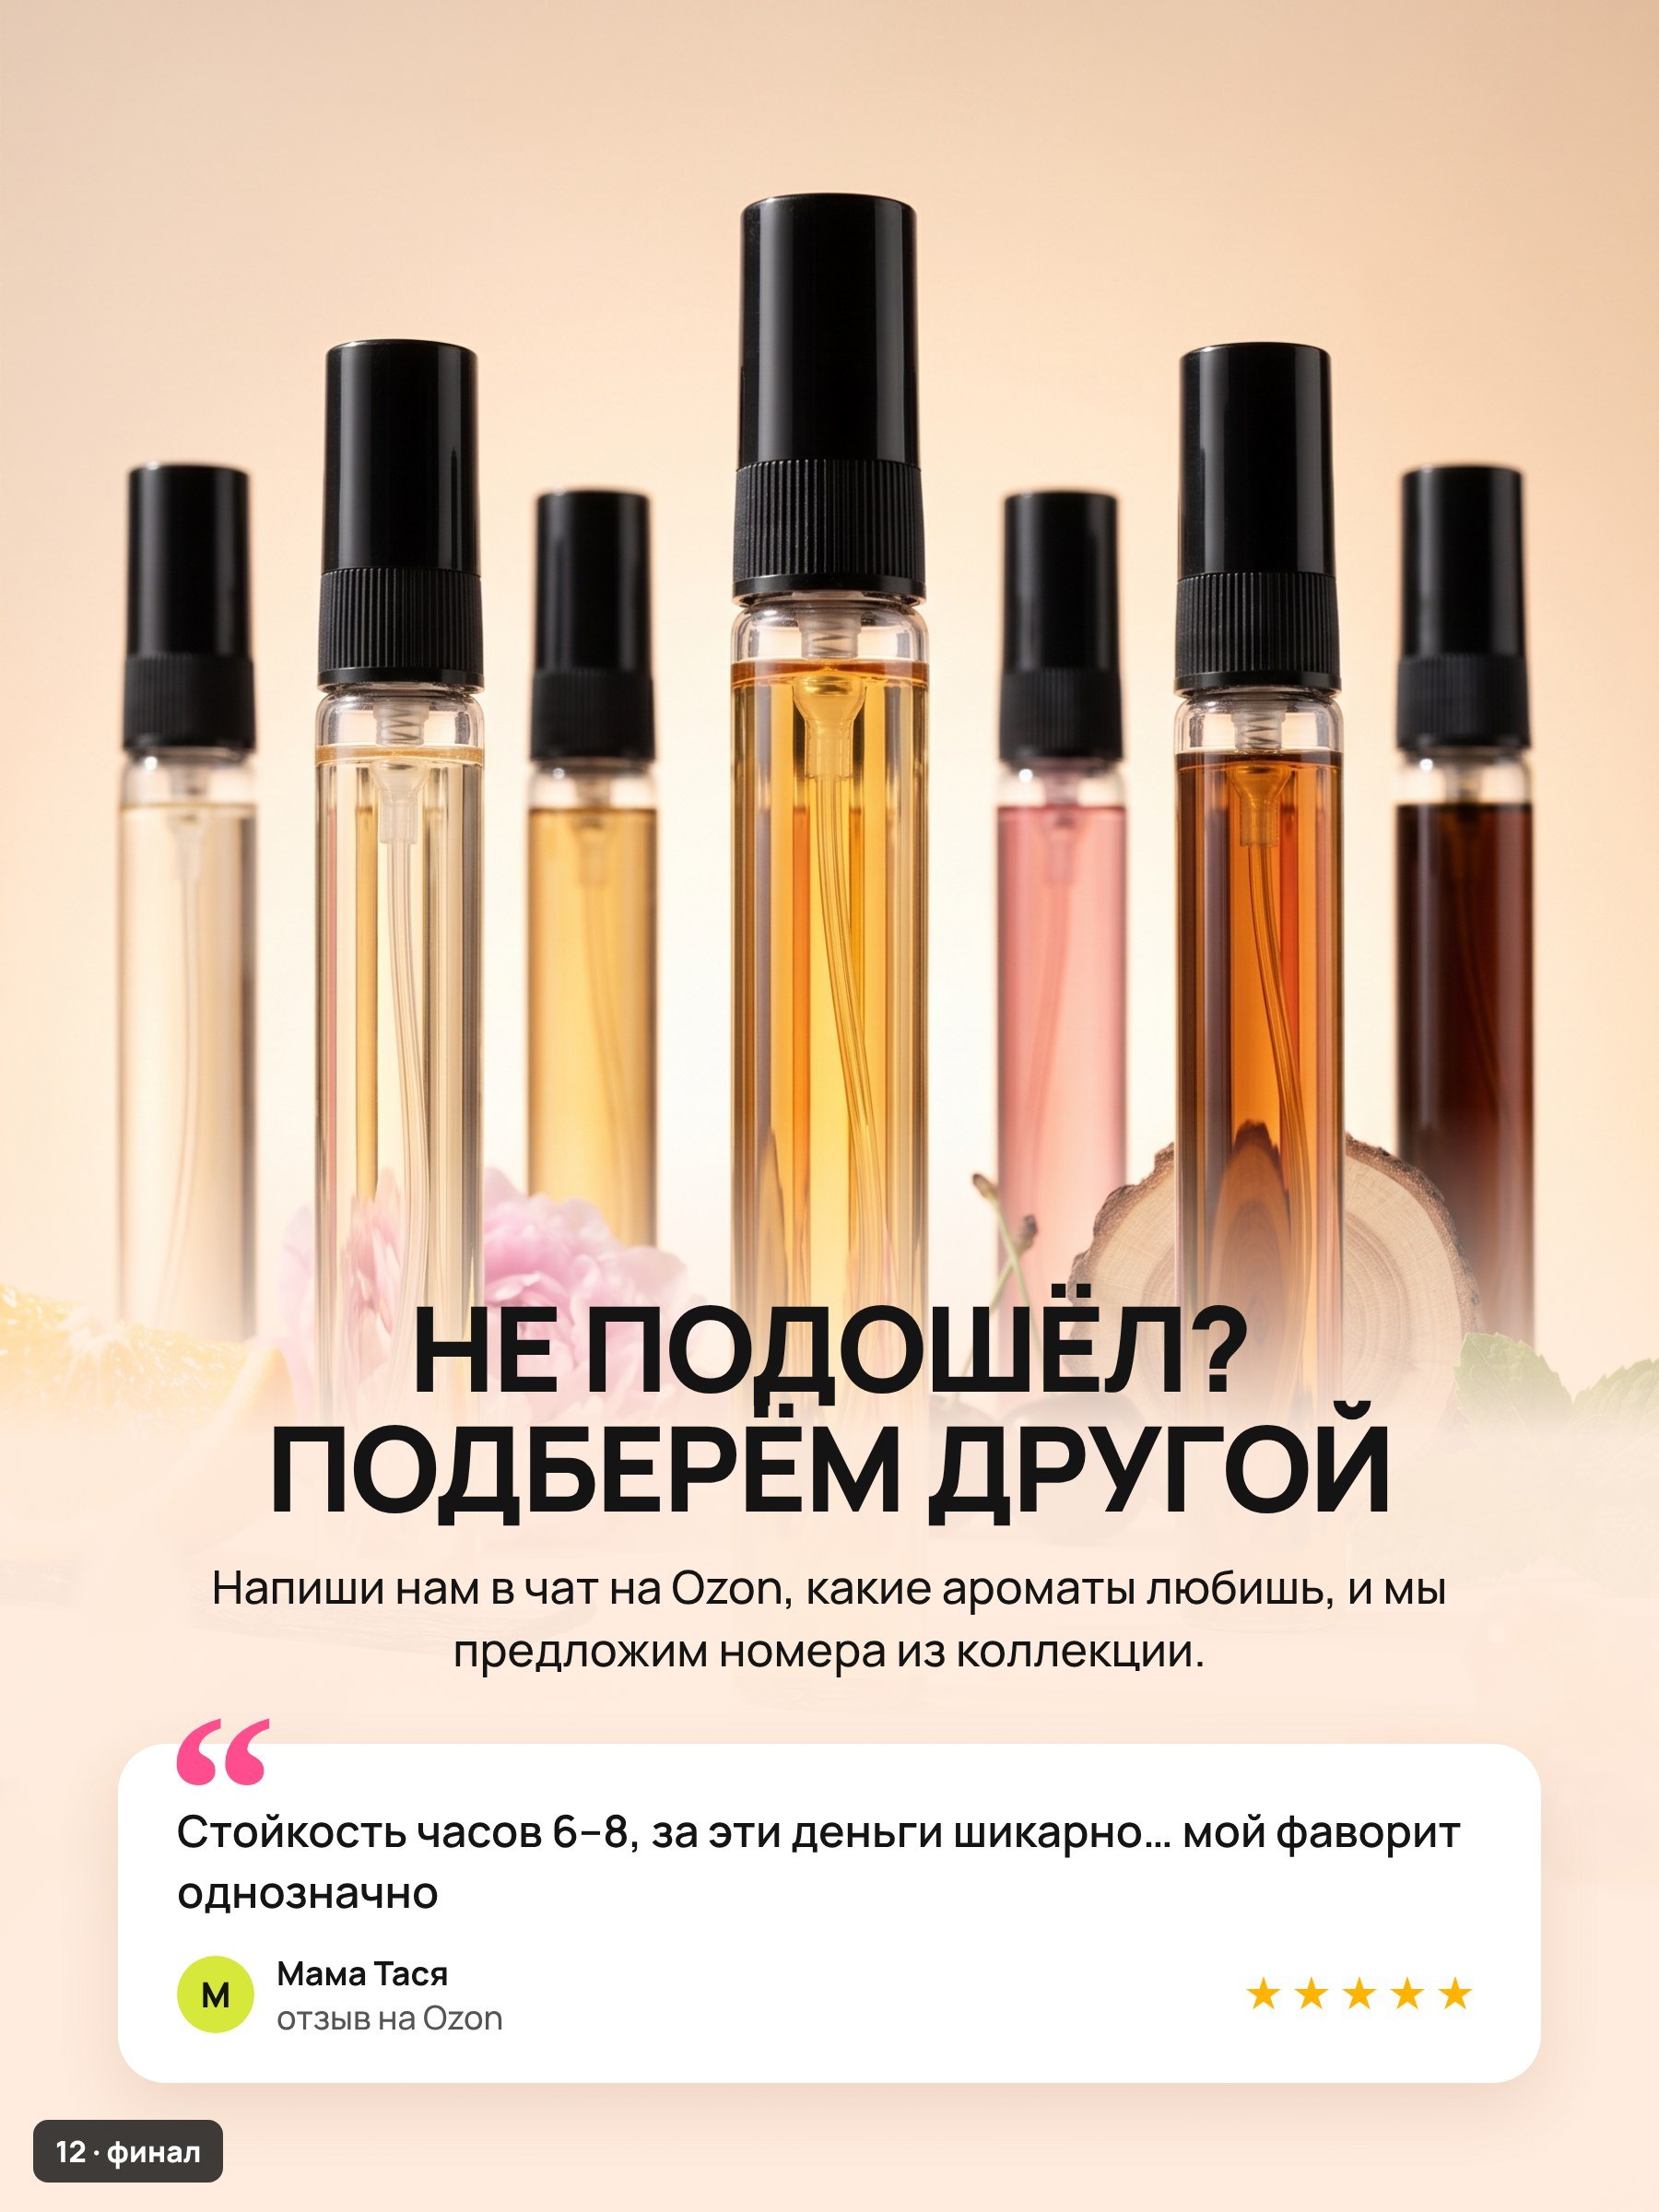 НЕ ПОДОШЁЛ?
ПОДБЕРЁМ ДРУГОЙ
Напиши нам в чат на Ozon, какие ароматы любишь, и мы
предложим номера из коллекции.
“
Стойкость часов 6–8, за эти деньги шикарно... мой фаворит
однозначно
М
Мама Тася
отзыв на Ozon
★★★★★
12 · финал